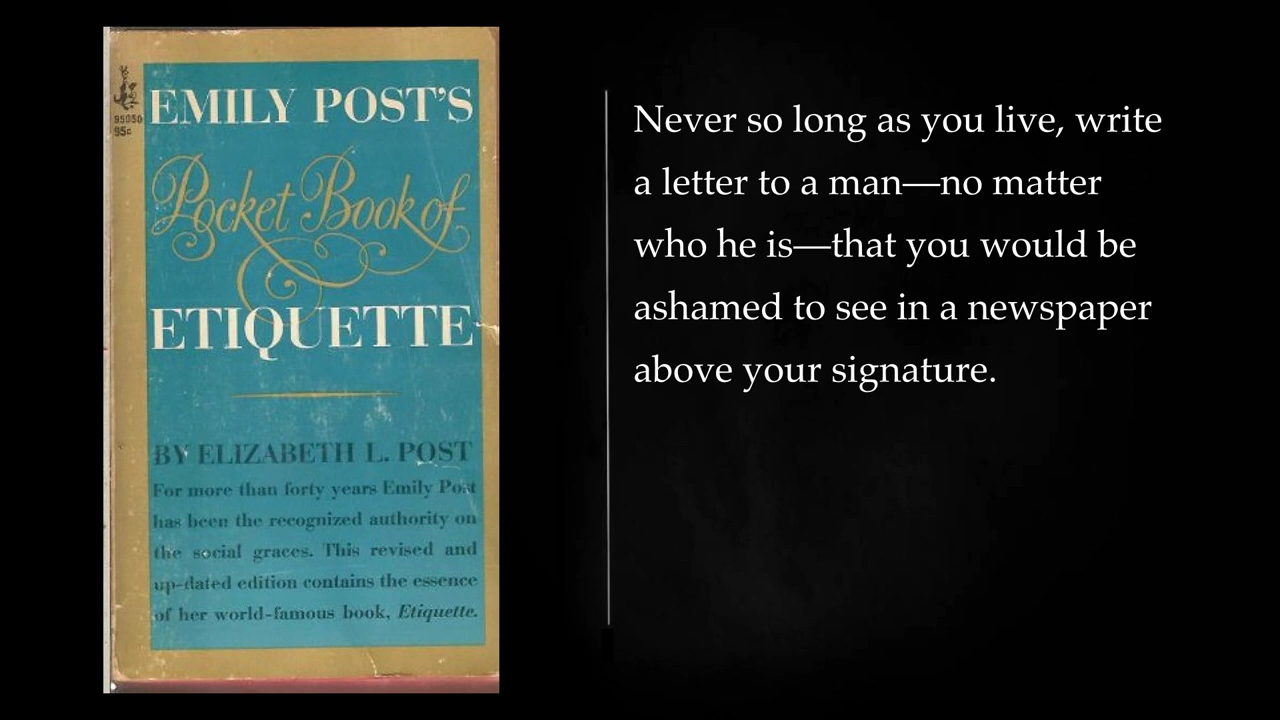 EMILY POST'S
95050
95c
Pocket Book of
ETIQUETTE
BY ELIZABETH L. POST
For more than forty years Emily Post
has been the recognized authority on
the social graces. This revised and
up-dated edition contains the essence
of her world-famous book, Etiquette.
Never so long as you live, write
a letter to a man—no matter
who he is—that you would be
ashamed to see in a newspaper
above your signature.